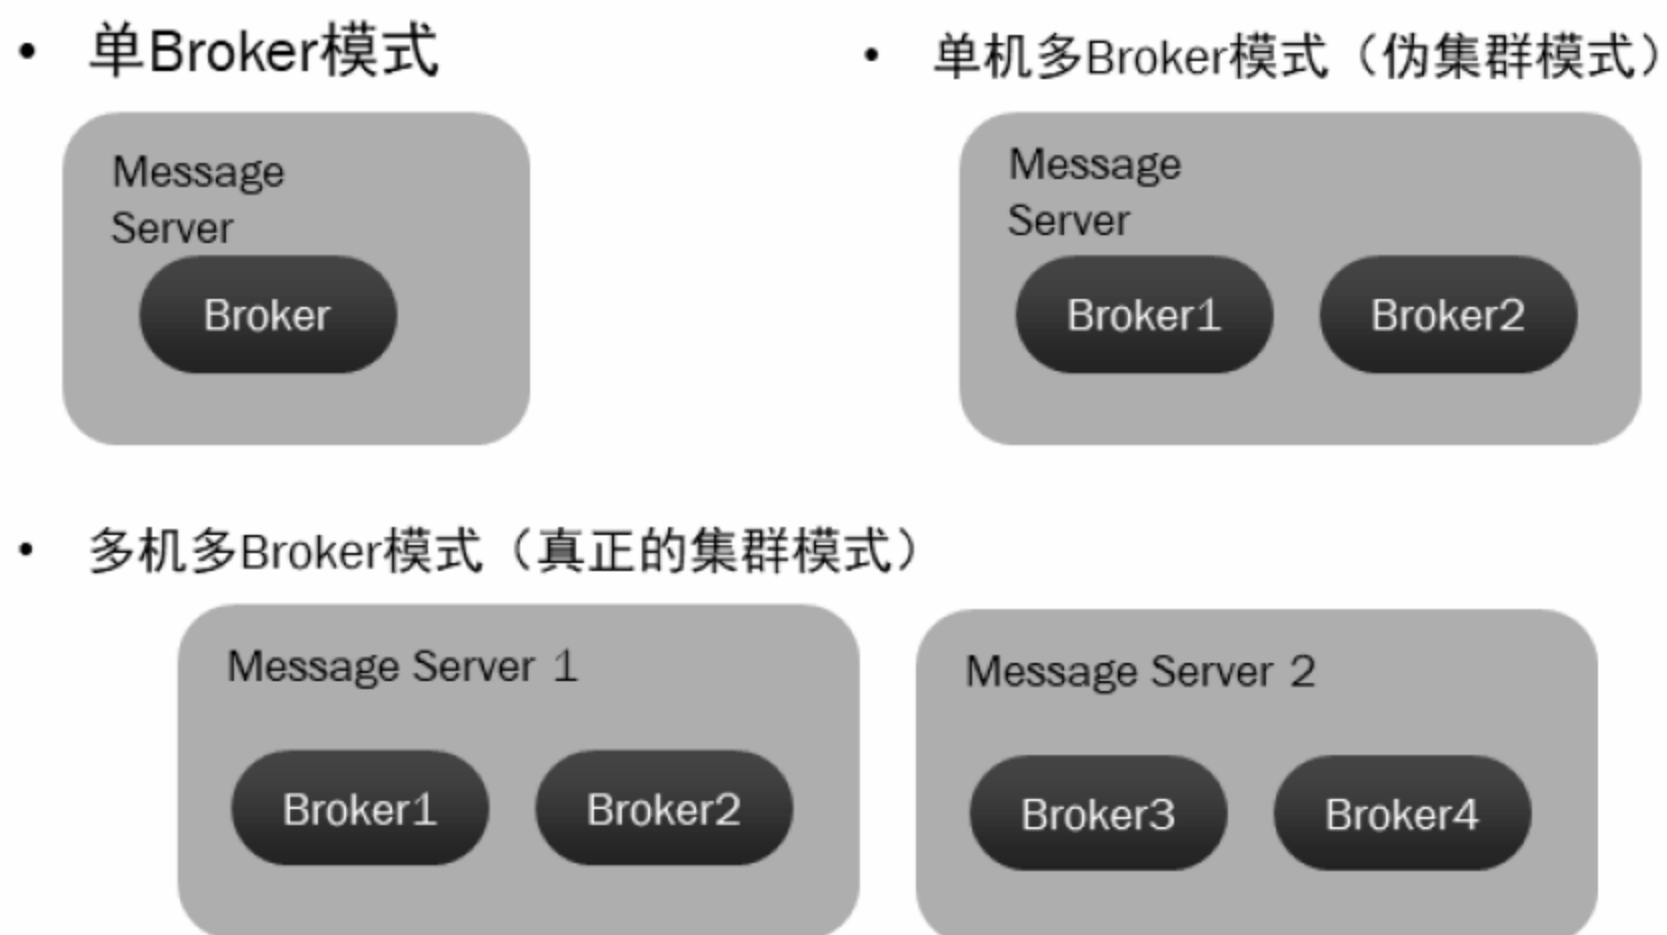 • 单Broker模式
Message
Server
Broker
• 单机多Broker模式（伪集群模式）
Message
Server
Broker1
Broker2
• 多机多Broker模式（真正的集群模式）
Message Server 1
Broker1
Broker2
Message Server 2
Broker3
Broker4